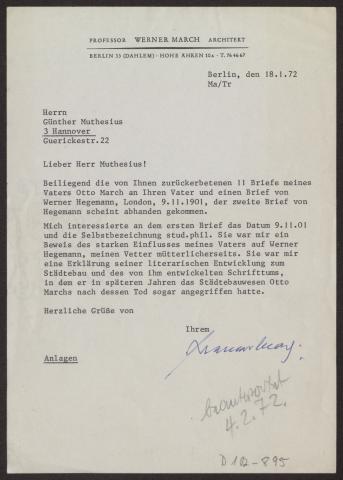 PROFESSOR WERNER MARCH ARCHITEKT
BERLIN 33 (DAHLEM) · HOHE ÄHREN 10a · T. 76 46 67
Berlin, den 18.1.72
Ma/Tr
Herrn
Günther Muthesius
3 Hannover
Guerickestr.22
Lieber Herr Muthesius!
Beiliegend die von Ihnen zurückerbetenen 11 Briefe meines
Vaters Otto March an Ihren Vater und einen Brief von
Werner Hegemann, London, 9.11.1901, der zweite Brief von
Hegemann scheint abhanden gekommen.
Mich interessierte an dem ersten Brief das Datum 9.11.01
und die Selbstbezeichnung stud.phil. Sie war mir ein
Beweis des starken Einflusses meines Vaters auf Werner
Hegemann, meinen Vetter mütterlicherseits. Sie war mir
eine Erklärung seiner literarischen Entwicklung zum
Städtebau und des von ihm entwickelten Schrifttums,
in dem er in späteren Jahren das Städtebauwesen Otto
Marchs nach dessen Tod sogar angegriffen hatte.
Herzliche Grüße von
Ihrem
Anlagen
beantwortet
4.2.72.
D 102-895